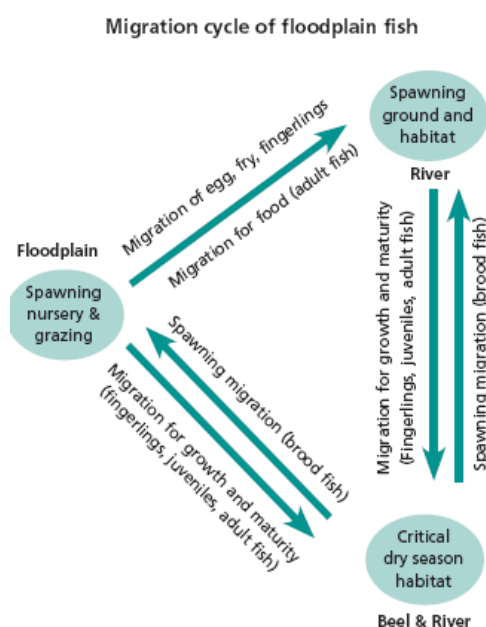 Migration cycle of floodplain fish
Spawning
ground and
habitat
River
Migration of egg, fry, fingerlings
Migration for food (adult fish)
Floodplain
Spawning
nursery &
grazing
Spawning migration (brood fish)
Migration for growth and maturity
(fingerlings, juveniles, adult fish)
Migration for growth and maturity
(Fingerlings, juveniles, adult fish)
Spawning migration (brood fish)
Critical
dry season
habitat
Beel & River